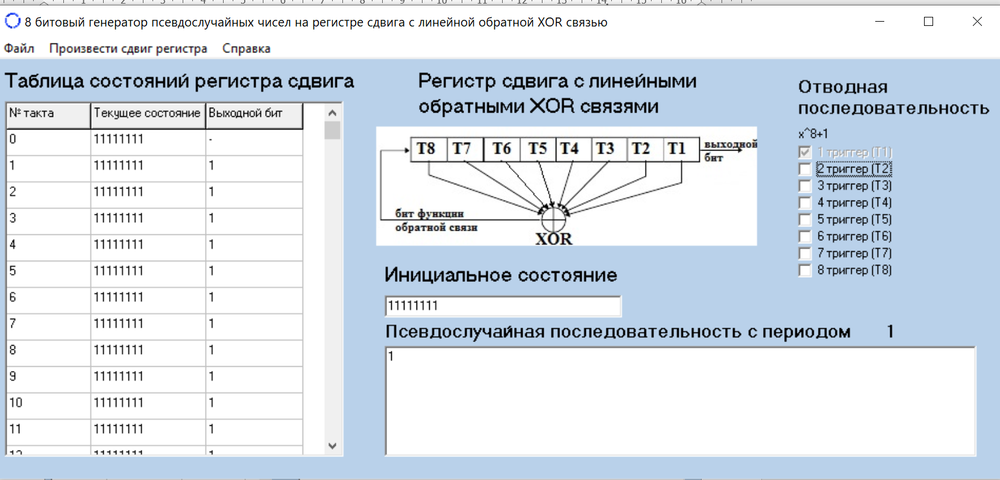 8 битовый генератор псевдослучайных чисел на регистре сдвига с линейной обратной XOR связью
Файл Произвести сдвиг регистра Справка
Таблица состояний регистра сдвига
№ такта Текущее состояние Выходной бит
0 11111111 -
1 11111111 1
2 11111111 1
3 11111111 1
4 11111111 1
5 11111111 1
6 11111111 1
7 11111111 1
8 11111111 1
9 11111111 1
10 11111111 1
11 11111111 1
12 11111111 1
Регистр сдвига с линейными
обратными XOR связями
T8 T7 T6 T5 T4 T3 T2 T1
выходной
бит
бит функции
обратной связи
XOR
Инициальное состояние
11111111
Псевдослучайная последовательность с периодом 1
1
Отводная
последовательность
x^8+1
1 триггер (T1)
2 триггер (T2
3 триггер (T3)
4 триггер (T4)
5 триггер (T5)
6 триггер (T6)
7 триггер (T7)
8 триггер (T8)